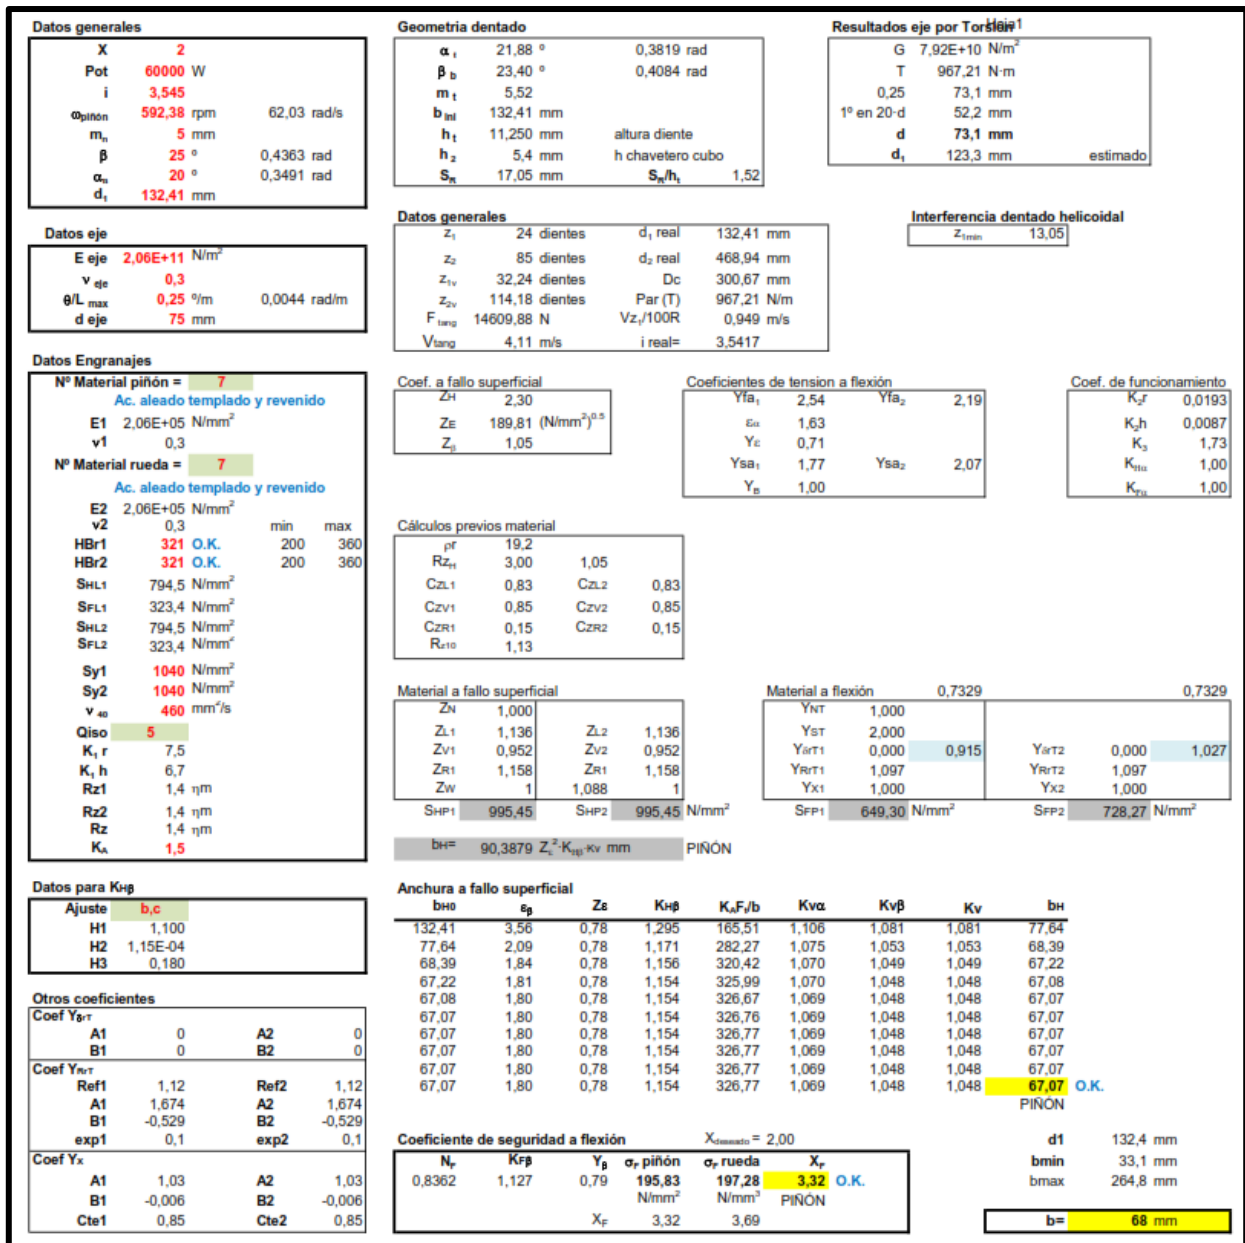 Datos generales
X 2
Pot 60000 W
i 3,545
ωpiñón 592,38 rpm 62,03 rad/s
mn 5 mm
β 25 º 0,4363 rad
αn 20 º 0,3491 rad
d1 132,41 mm
Geometria dentado
α t 21,88 º 0,3819 rad
β b 23,40 º 0,4084 rad
m t 5,52
b ini 132,41 mm
h t 11,250 mm altura diente
h 2 5,4 mm h chavetero cubo
SR 17,05 mm SR/ht 1,52
Resultados eje por Torsión Hoja1
G 7,92E+10 N/m2
T 967,21 N·m
0,25 73,1 mm
1º en 20·d 52,2 mm
d 73,1 mm
d1 123,3 mm estimado
Datos eje
E eje 2,06E+11 N/m2
ν eje 0,3
θ/L max 0,25 º/m 0,0044 rad/m
d eje 75 mm
Datos generales
z1 24 dientes d1 real 132,41 mm
z2 85 dientes d2 real 468,94 mm
z1v 32,24 dientes Dc 300,67 mm
z2v 114,18 dientes Par (T) 967,21 N/m
F tang 14609,88 N Vz1/100R 0,949 m/s
Vtang 4,11 m/s i real= 3,5417
Interferencia dentado helicoidal
z1min 13,05
Datos Engranajes
Nº Material piñón = 7
Ac. aleado templado y revenido
E1 2,06E+05 N/mm2
ν1 0,3
Nº Material rueda = 7
Ac. aleado templado y revenido
E2 2,06E+05 N/mm2
ν2 0,3 min max
HBr1 321 O.K. 200 360
HBr2 321 O.K. 200 360
SHL1 794,5 N/mm2
SFL1 323,4 N/mm2
SHL2 794,5 N/mm2
SFL2 323,4 N/mm2
Sy1 1040 N/mm2
Sy2 1040 N/mm2
ν 40 460 mm2/s
Qiso 5
K1 r 7,5
K1 h 6,7
Rz1 1,4 ηm
Rz2 1,4 ηm
Rz 1,4 ηm
KA 1,5
Coef. a fallo superficial
ZH 2,30
ZE 189,81 (N/mm2)0.5
Zβ 1,05
Coeficientes de tension a flexión
Yfa1 2,54 Yfa2 2,19
εα 1,63
Yε 0,71
Ysa1 1,77 Ysa2 2,07
YB 1,00
Coef. de funcionamiento
K2r 0,0193
K2h 0,0087
K3 1,73
KHα 1,00
KFα 1,00
Cálculos previos material
ρr 19,2
RzH 3,00 1,05
CZL1 0,83 CZL2 0,83
CZV1 0,85 CZV2 0,85
CZR1 0,15 CZR2 0,15
Rz10 1,13
Material a fallo superficial
ZN 1,000
ZL1 1,136 ZL2 1,136
ZV1 0,952 ZV2 0,952
ZR1 1,158 ZR1 1,158
ZW 1 1,088 1
SHP1 995,45 SHP2 995,45 N/mm2
Material a flexión 0,7329 0,7329
YNT 1,000
YST 2,000
YδrT1 0,000 0,915 YδrT2 0,000 1,027
YRrT1 1,097 YRrT2 1,097
YX1 1,000 YX2 1,000
SFP1 649,30 N/mm2 SFP2 728,27 N/mm2
bH= 90,3879 Zε2·KHβ·Kv mm PIÑÓN
Datos para KHβ
Ajuste b,c
H1 1,100
H2 1,15E-04
H3 0,180
Anchura a fallo superficial
bH0 εβ Zε KHβ KAFt/b Kvα Kvβ Kv bH
132,41 3,56 0,78 1,295 165,51 1,106 1,081 1,081 77,64
77,64 2,09 0,78 1,171 282,27 1,075 1,053 1,053 68,39
68,39 1,84 0,78 1,156 320,42 1,070 1,049 1,049 67,22
67,22 1,81 0,78 1,154 325,99 1,070 1,048 1,048 67,08
67,08 1,80 0,78 1,154 326,67 1,069 1,048 1,048 67,07
67,07 1,80 0,78 1,154 326,76 1,069 1,048 1,048 67,07
67,07 1,80 0,78 1,154 326,77 1,069 1,048 1,048 67,07
67,07 1,80 0,78 1,154 326,77 1,069 1,048 1,048 67,07
67,07 1,80 0,78 1,154 326,77 1,069 1,048 1,048 67,07
67,07 1,80 0,78 1,154 326,77 1,069 1,048 1,048 67,07 O.K.
PIÑÓN
Otros coeficientes
Coef YδrT
A1 0 A2 0
B1 0 B2 0
Coef YRrT
Ref1 1,12 Ref2 1,12
A1 1,674 A2 1,674
B1 -0,529 B2 -0,529
exp1 0,1 exp2 0,1
Coef YX
A1 1,03 A2 1,03
B1 -0,006 B2 -0,006
Cte1 0,85 Cte2 0,85
Coeficiente de seguridad a flexión Xdeseado = 2,00
NF KFβ Yβ σF piñón σF rueda XF
0,8362 1,127 0,79 195,83 197,28 3,32 O.K.
N/mm2 N/mm3 PIÑÓN
XF 3,32 3,69
d1 132,4 mm
bmin 33,1 mm
bmax 264,8 mm
b= 68 mm